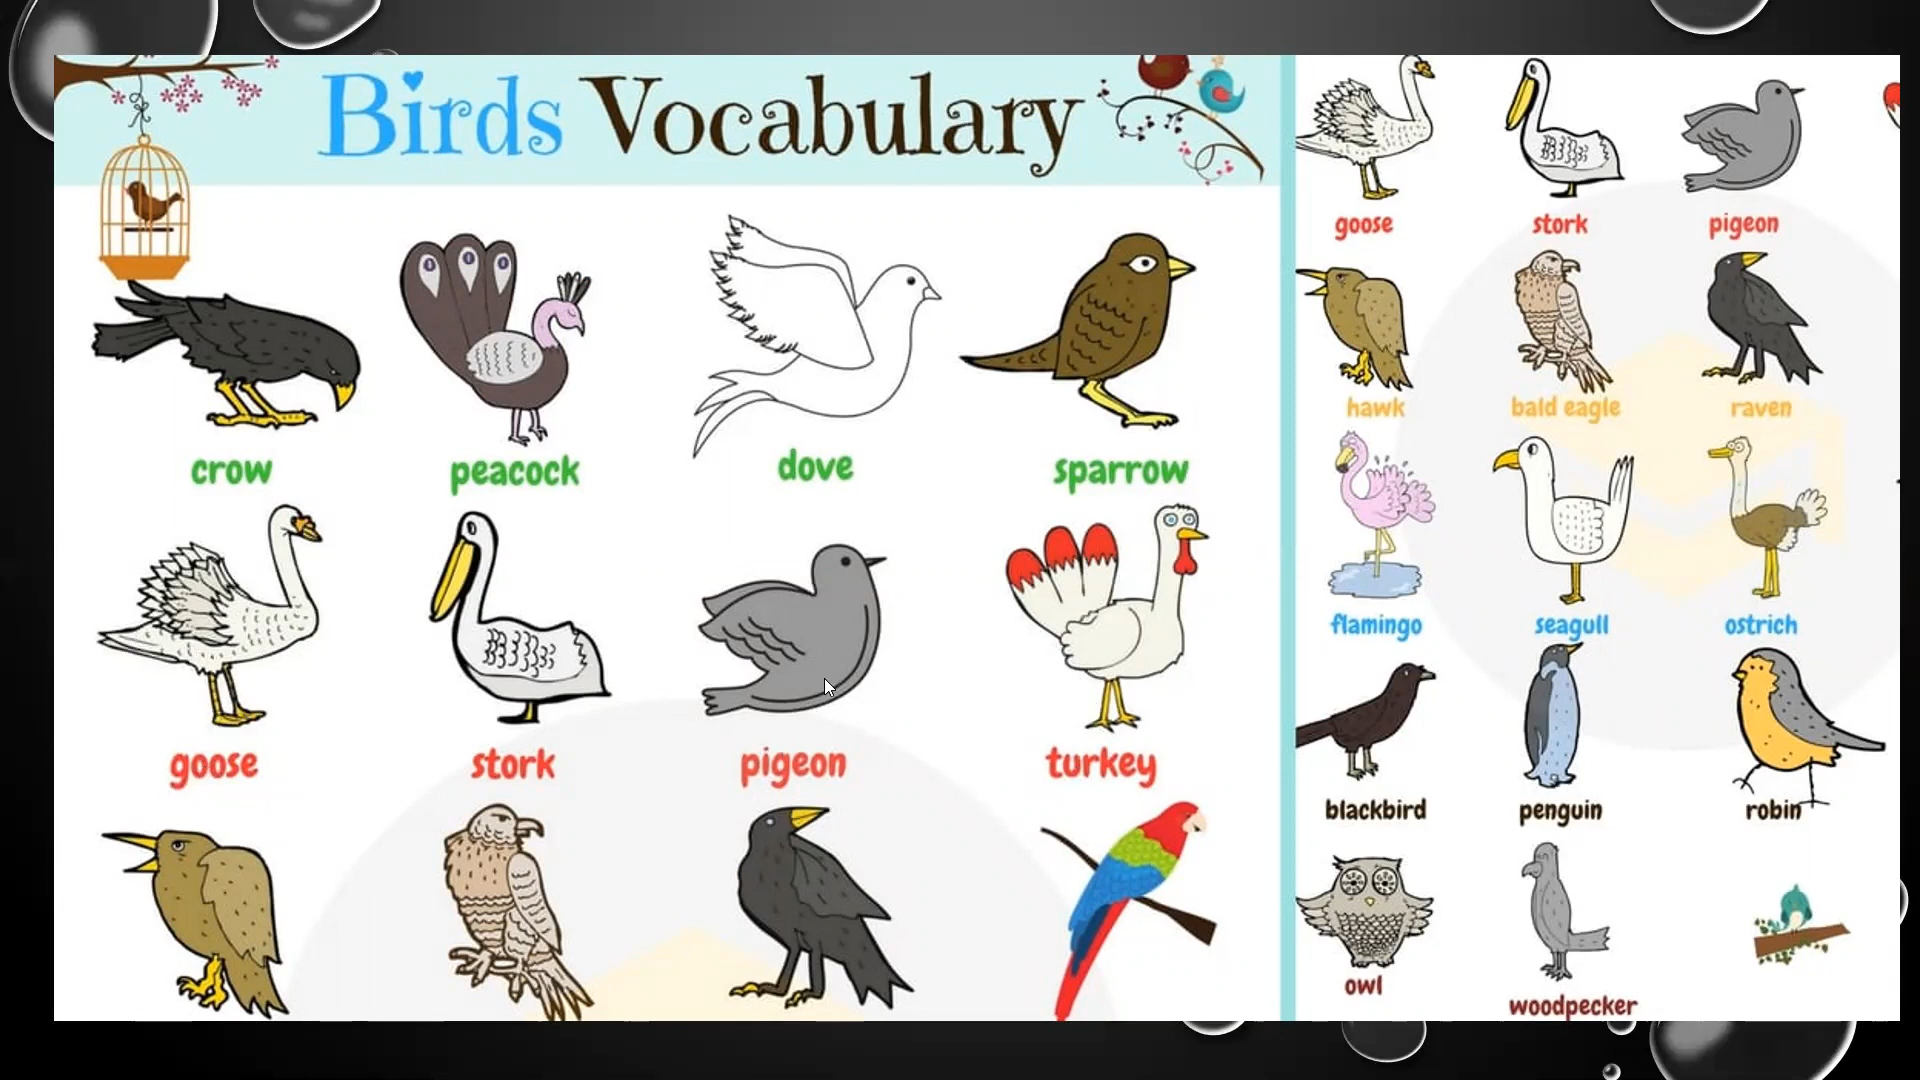 Birds Vocabulary
crow peacock dove sparrow
goose stork pigeon turkey
goose stork pigeon
hawk bald eagle raven
flamingo seagull ostrich
blackbird penguin robin
owl woodpecker